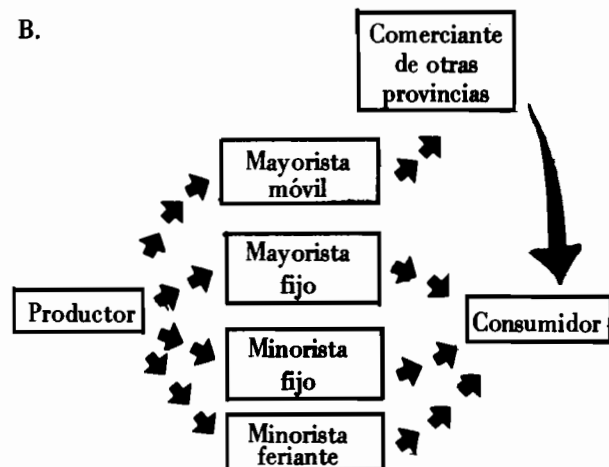 B.
Comerciante
de otras
provincias
Mayorista
móvil
Mayorista
fijo
Productor
Consumidor
Minorista
fijo
Minorista
feriante